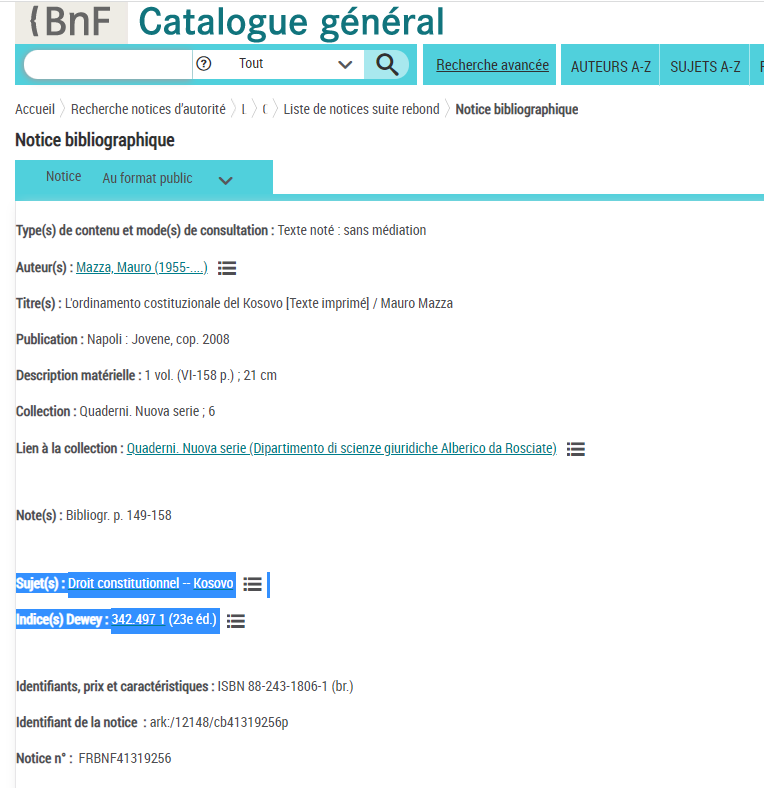 {BnF Catalogue général
? Tout Recherche avancée AUTEURS A-Z SUJETS A-Z
Accueil Recherche notices d'autorité Liste de notices suite rebond Notice bibliographique
Notice bibliographique
Notice Au format public
Type(s) de contenu et mode(s) de consultation : Texte noté : sans médiation
Auteur(s) : Mazza, Mauro (1955-....)
Titre(s) : L'ordinamento costituzionale del Kosovo [Texte imprimé] / Mauro Mazza
Publication : Napoli : Jovene, cop. 2008
Description matérielle : 1 vol. (VI-158 p.) ; 21 cm
Collection : Quaderni. Nuova serie ; 6
Lien à la collection : Quaderni. Nuova serie (Dipartimento di scienze giuridiche Alberico da Rosciate)
Note(s) : Bibliogr. p. 149-158
Sujet(s) : Droit constitutionnel -- Kosovo
Indice(s) Dewey : 342.497 1 (23e éd.)
Identifiants, prix et caractéristiques : ISBN 88-243-1806-1 (br.)
Identifiant de la notice : ark:/12148/cb41319256p
Notice n° : FRBNF41319256